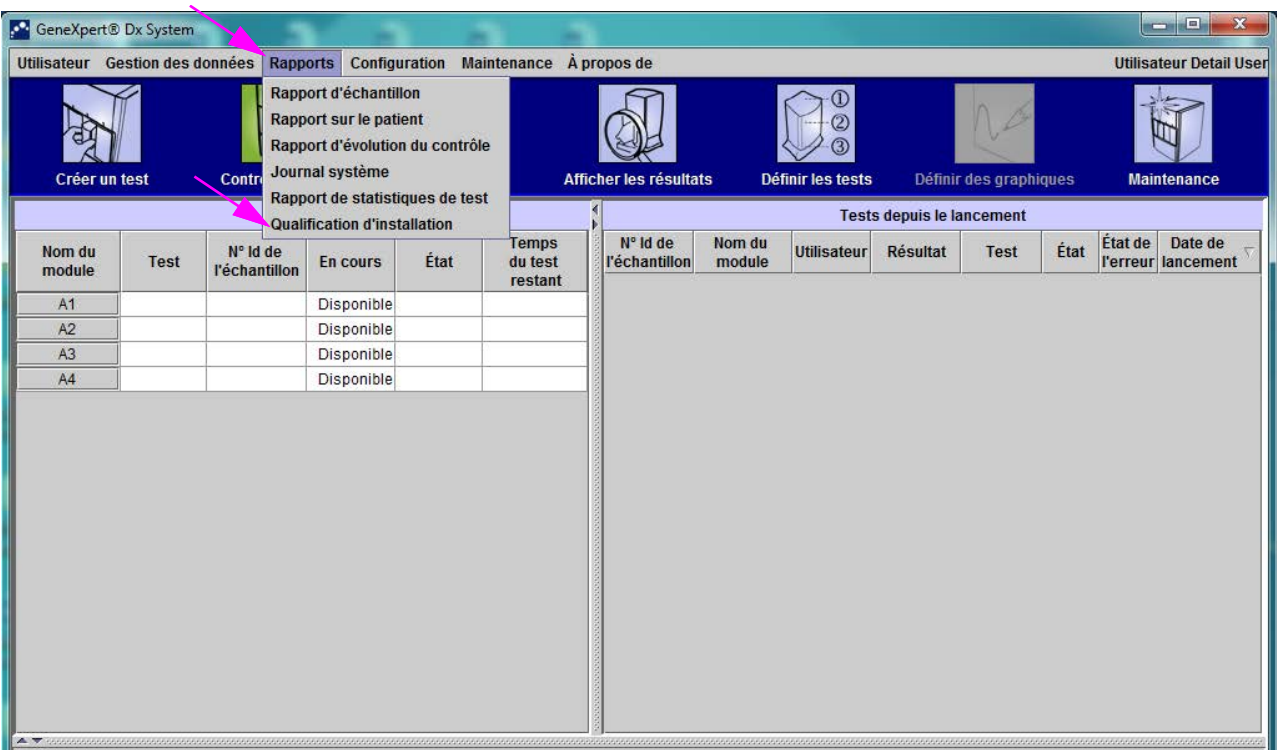 GeneXpert® Dx System
Utilisateur Gestion des données Rapports Configuration Maintenance À propos de Utilisateur Detail User
Rapport d'échantillon
Rapport sur le patient
Rapport d'évolution du contrôle
Journal système
Rapport de statistiques de test
Qualification d'installation
Créer un test
Afficher les résultats
Définir les tests
Définir des graphiques
Maintenance
Nom du
module
Test
N° Id de
l'échantillon
En cours
État
Temps
du test
restant
A1 Disponible
A2 Disponible
A3 Disponible
A4 Disponible
Tests depuis le lancement
N° Id de
l'échantillon
Nom du
module
Utilisateur
Résultat
Test
État
État de
l'erreur
Date de
lancement